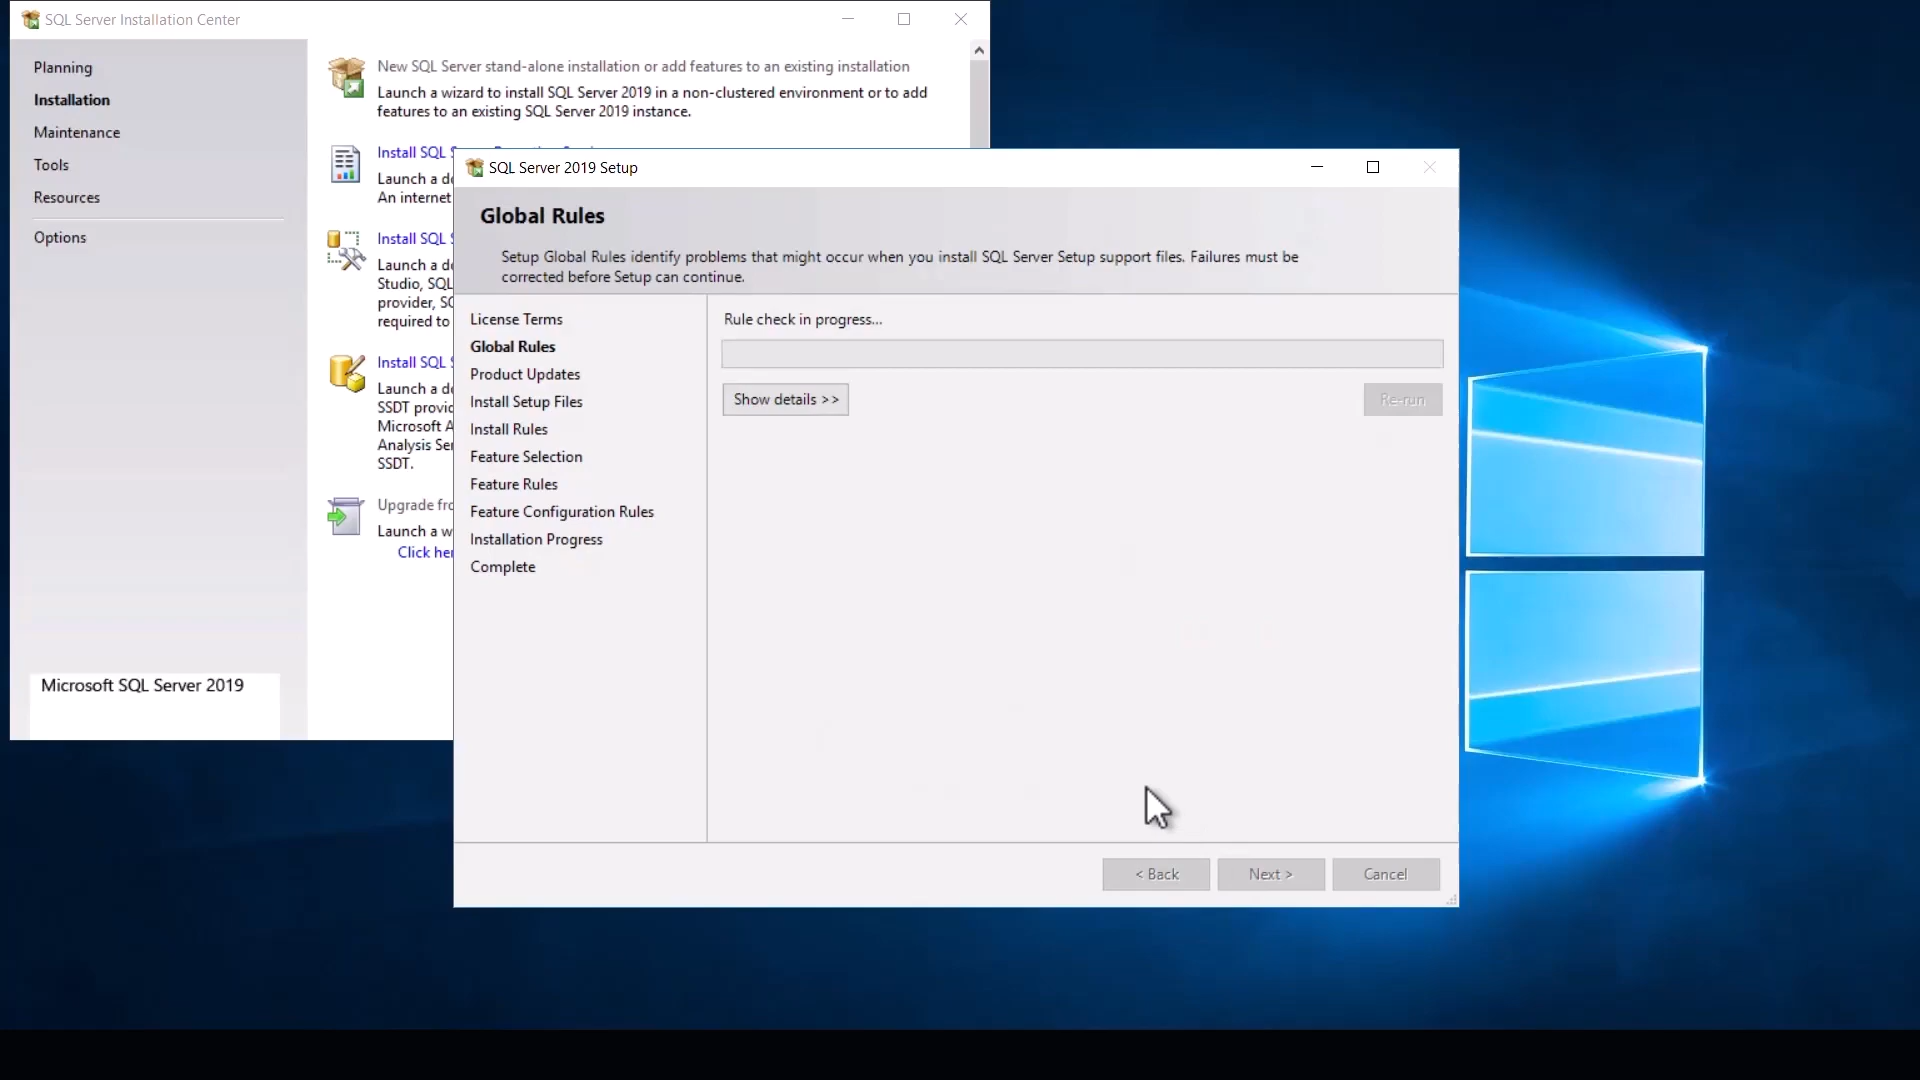 SQL Server Installation Center
Planning
Installation
Maintenance
Tools
Resources
Options
Microsoft SQL Server 2019
New SQL Server stand-alone installation or add features to an existing installation
Launch a wizard to install SQL Server 2019 in a non-clustered environment or to add
features to an existing SQL Server 2019 instance.
Install SQL
Launch a
An internet
Install SQL
Launch a
Studio, SQL
provider,
required to
Install SQL
Launch a
SSDT
Microsoft
Analysis
SSDT.
Upgrade
Launch a
Click
SQL Server 2019 Setup
Global Rules
Setup Global Rules identify problems that might occur when you install SQL Server Setup support files. Failures must be
corrected before Setup can continue.
License Terms
Global Rules
Product Updates
Install Setup Files
Install Rules
Feature Selection
Feature Rules
Feature Configuration Rules
Installation Progress
Complete
Rule check in progress...
Show details >>
Re-run
< Back
Next >
Cancel